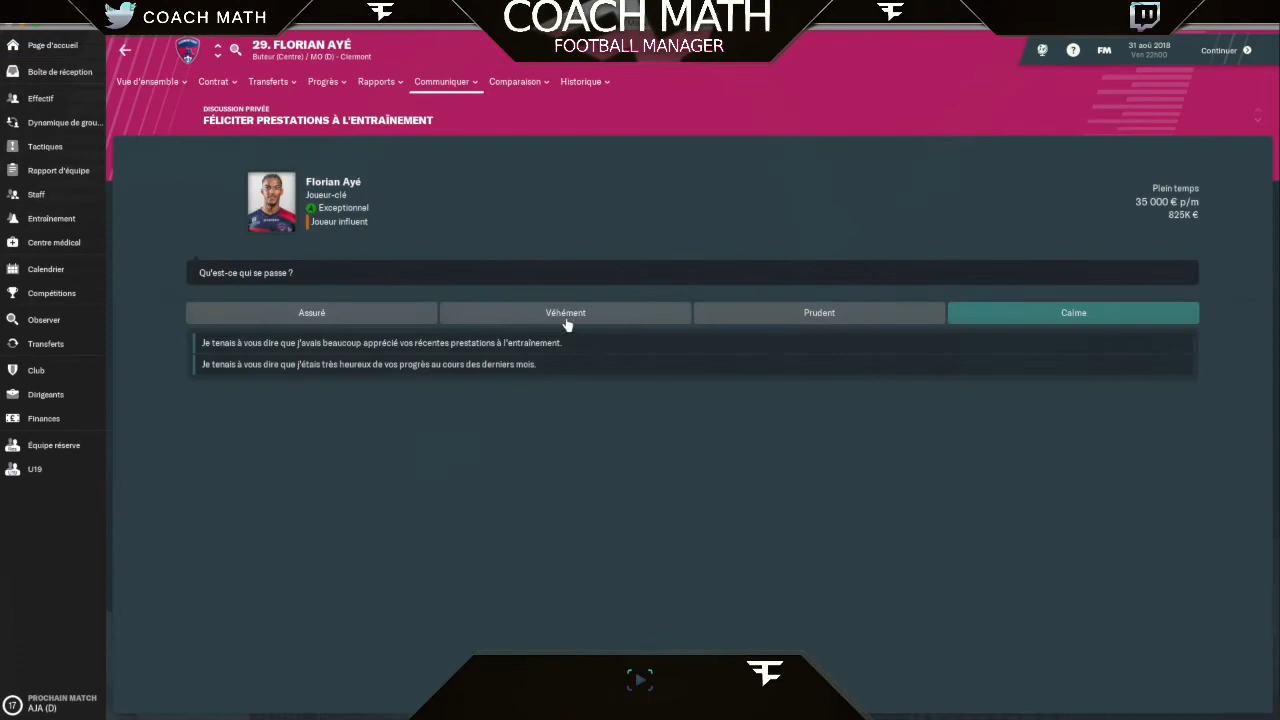 COACH MATH
COACH MATH
FOOTBALL MANAGER
Page d'accueil
Boîte de réception
Effectif
Dynamique de grou...
Tactiques
Rapport d'équipe
Staff
Entraînement
Centre médical
Calendrier
Compétitions
Observer
Transferts
Club
Dirigeants
Finances
Équipe réserve
U19
17
PROCHAIN MATCH
AJA (D)
29. FLORIAN AYÉ
Buteur (Centre) / MO (D) - Clermont
FM
31 aoû 2018
Ven 22h00
Continuer
Vue d'ensemble
Contrat
Transferts
Progrès
Rapports
Communiquer
Comparaison
Historique
DISCUSSION PRIVÉE
FÉLICITER PRESTATIONS À L'ENTRAÎNEMENT
Florian Ayé
Joueur-clé
Exceptionnel
Joueur influent
Plein temps
35 000 € p/m
825K €
Qu'est-ce qui se passe ?
Assuré
Véhément
Prudent
Calme
Je tenais à vous dire que j'avais beaucoup apprécié vos récentes prestations à l'entraînement.
Je tenais à vous dire que j'étais très heureux de vos progrès au cours des derniers mois.